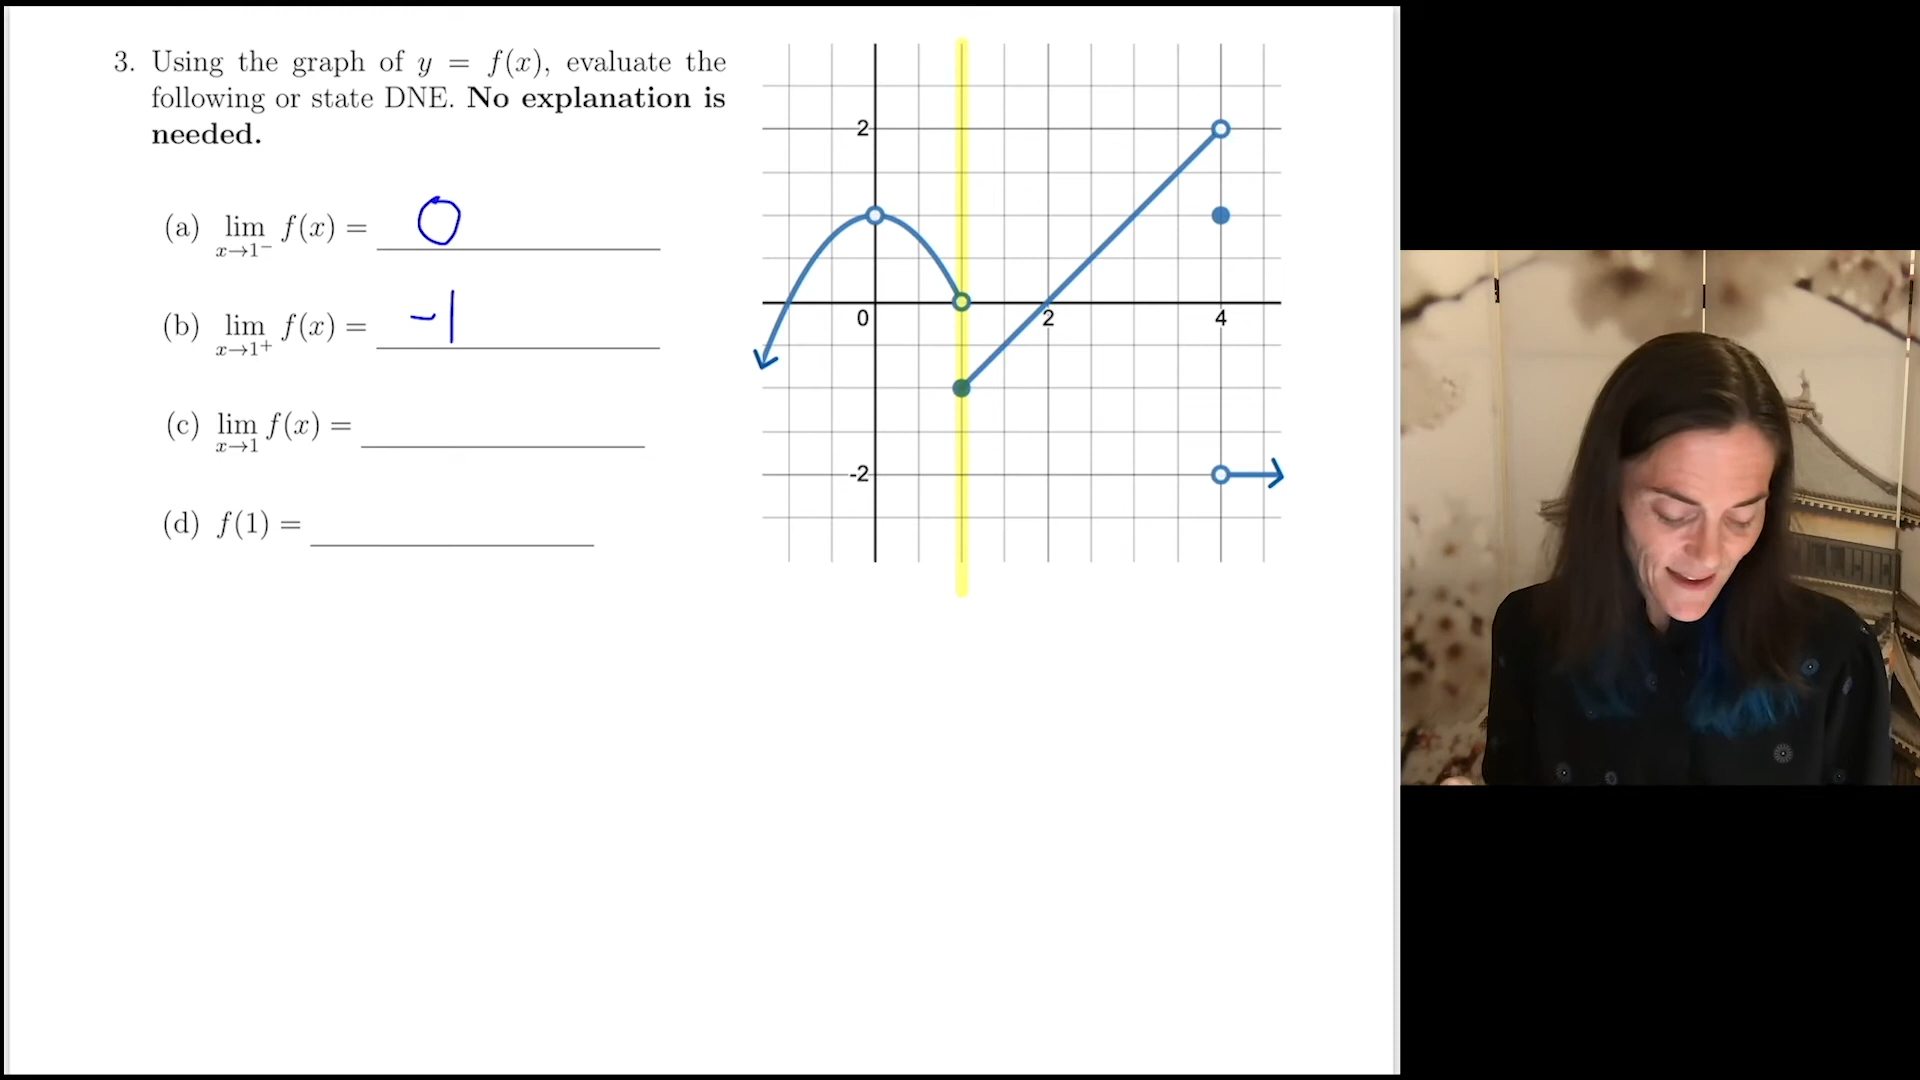 3. Using the graph of y = f(x), evaluate the
following or state DNE. No explanation is
needed.
(a) lim x→1⁻ f(x) = 0
(b) lim x→1⁺ f(x) = -1
(c) lim x→1 f(x) =
(d) f(1) =
2
0 2 4
-2